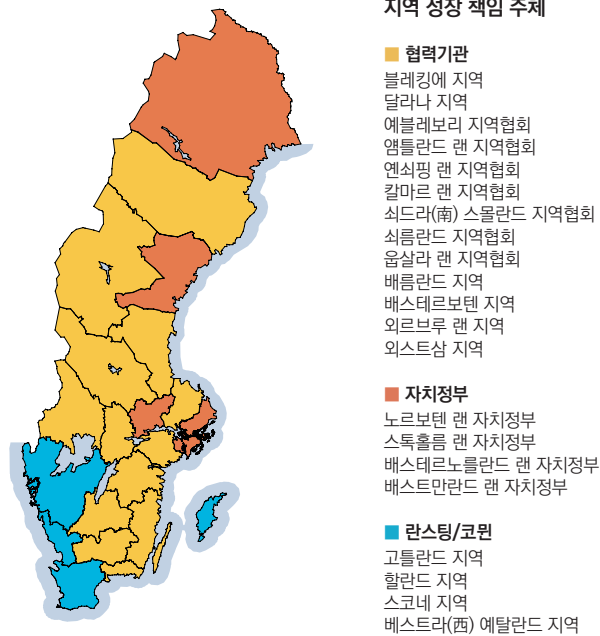 지역 성장 책임 주체
협력기관
블레킹에 지역
달라나 지역
예블레보리 지역협회
얨틀란드 랜 지역협회
옌쇠핑 랜 지역협회
칼마르 랜 지역협회
쇠드라(南) 스몰란드 지역협회
쇠름란드 지역협회
웁살라 랜 지역협회
배름란드 지역
배스테르보텐 지역
외르브루 랜 지역
외스트삼 지역
자치정부
노르보텐 랜 자치정부
스톡홀름 랜 자치정부
배스테르노를란드 랜 자치정부
배스트만란드 랜 자치정부
란스팅/코뮌
고틀란드 지역
할란드 지역
스코네 지역
베스트라(西) 예탈란드 지역